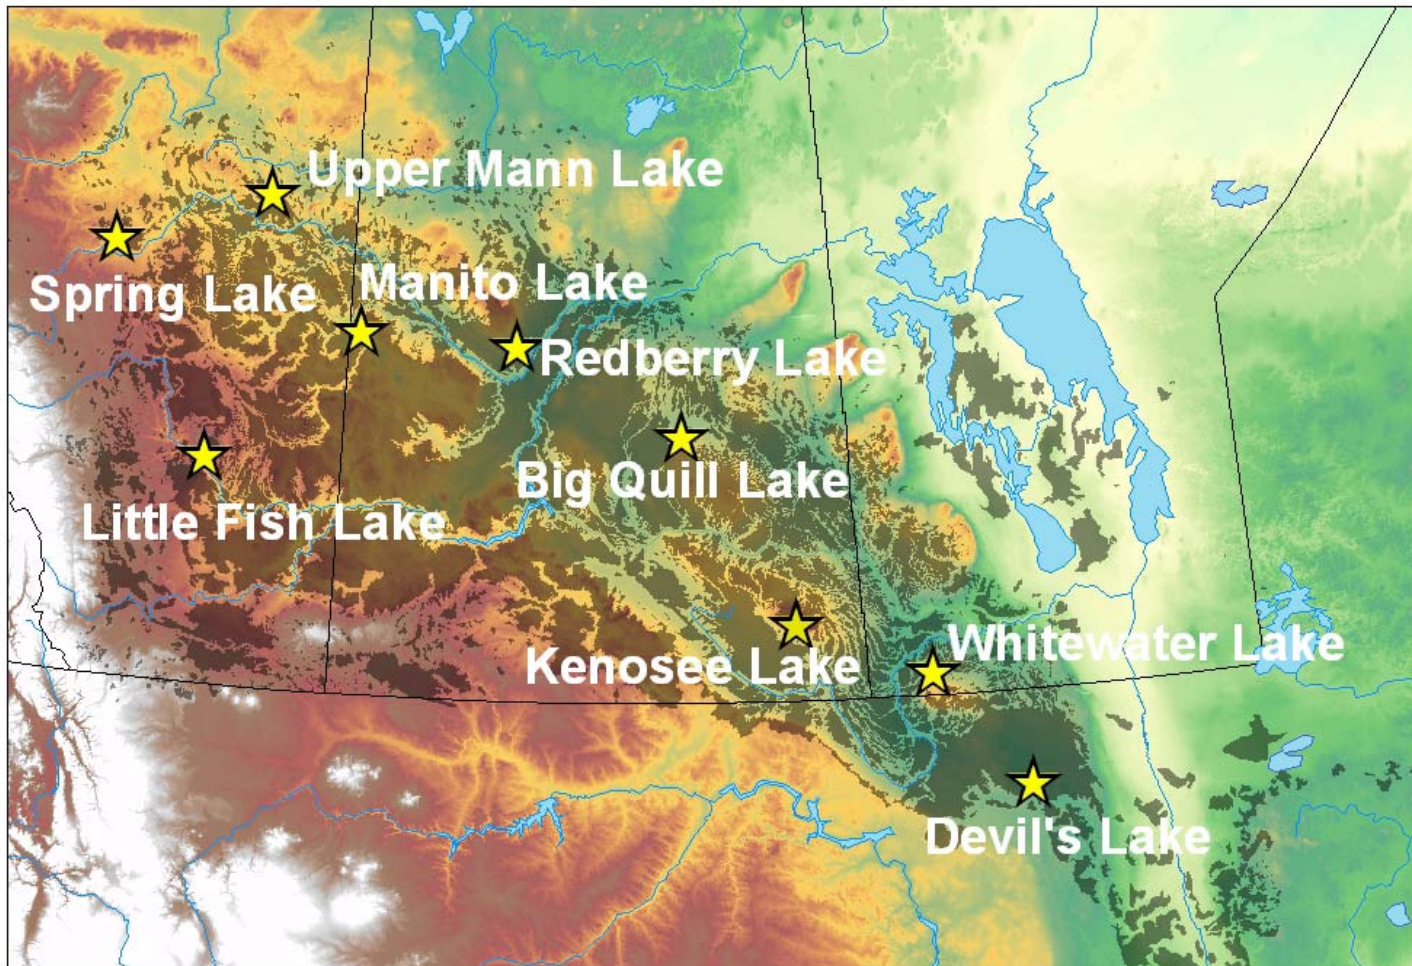 Upper Mann Lake
Spring Lake
Manito Lake
Redberry Lake
Big Quill Lake
Little Fish Lake
Kenosee Lake
Whitewater Lake
Devil's Lake